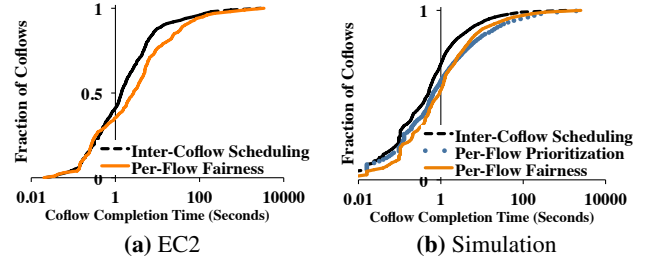 Fraction of Coflows
1
0.5
0
Inter-Coflow Scheduling
Per-Flow Fairness
0.01
1
100
10000
Coflow Completion Time (Seconds)
(a) EC2
Fraction of Coflows
1
0
Inter-Coflow Scheduling
Per-Flow Prioritization
Per-Flow Fairness
0.01
1
100
10000
Coflow Completion Time (Seconds)
(b) Simulation